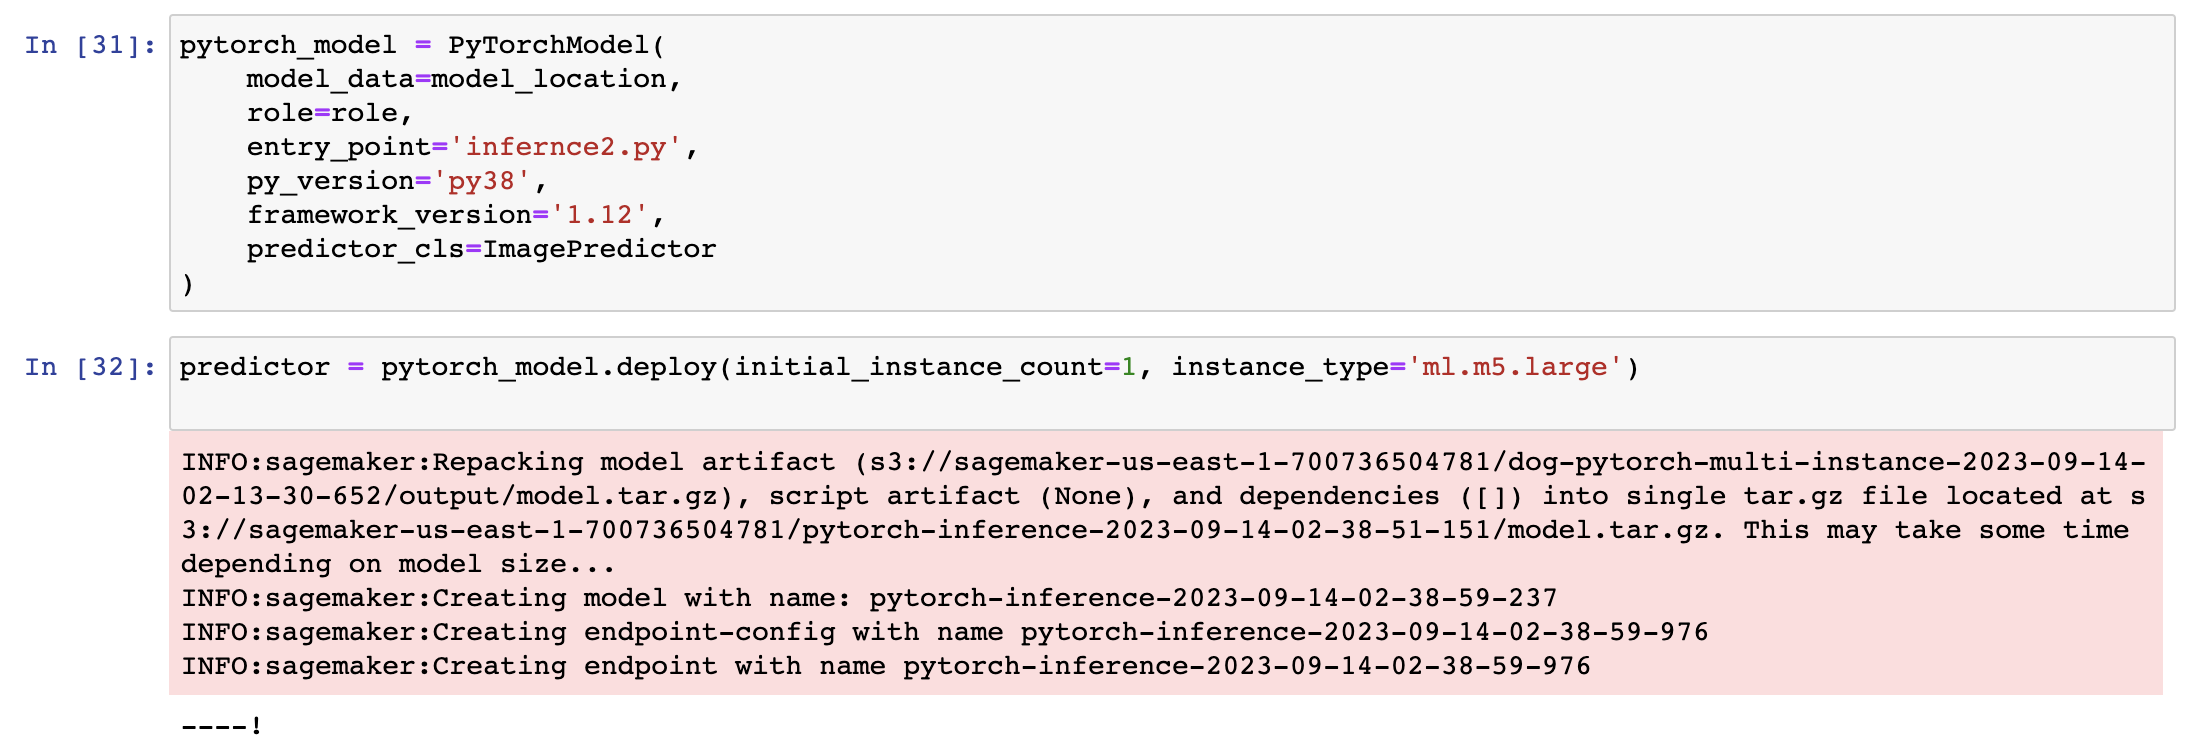 In [31]: pytorch_model = PyTorchModel(
    model_data=model_location,
    role=role,
    entry_point='infernce2.py',
    py_version='py38',
    framework_version='1.12',
    predictor_cls=ImagePredictor
)
In [32]: predictor = pytorch_model.deploy(initial_instance_count=1, instance_type='ml.m5.large')
INFO:sagemaker:Repacking model artifact (s3://sagemaker-us-east-1-700736504781/dog-pytorch-multi-instance-2023-09-14-
02-13-30-652/output/model.tar.gz), script artifact (None), and dependencies ([]) into single tar.gz file located at s
3://sagemaker-us-east-1-700736504781/pytorch-inference-2023-09-14-02-38-51-151/model.tar.gz. This may take some time
depending on model size...
INFO:sagemaker:Creating model with name: pytorch-inference-2023-09-14-02-38-59-237
INFO:sagemaker:Creating endpoint-config with name pytorch-inference-2023-09-14-02-38-59-976
INFO:sagemaker:Creating endpoint with name pytorch-inference-2023-09-14-02-38-59-976
----!